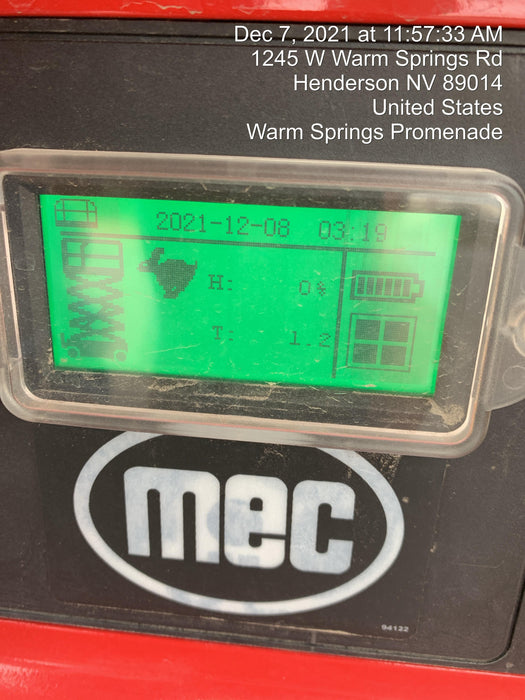 Dec 7, 2021 at 11:57:33 AM
1245 W Warm Springs Rd
Henderson NV 89014
United States
Warm Springs Promenade
2021-12-08 03:19
H: 0%
T: 1.2
mec
94122